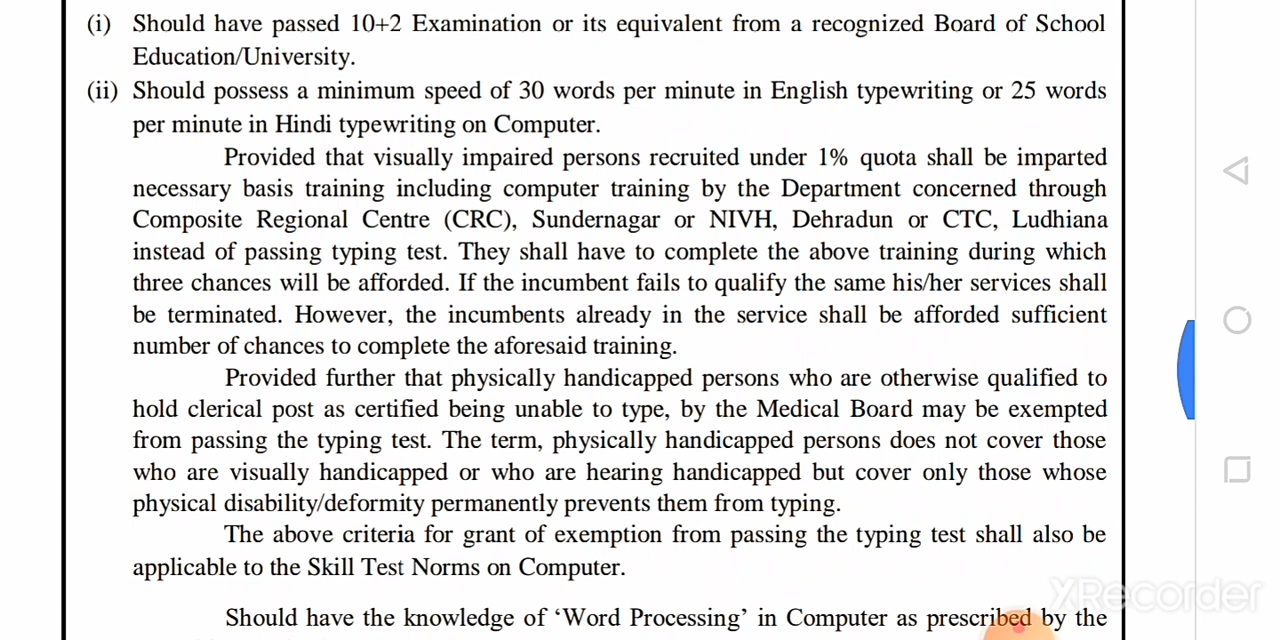 (i) Should have passed 10+2 Examination or its equivalent from a recognized Board of School
Education/University.
(ii) Should possess a minimum speed of 30 words per minute in English typewriting or 25 words
per minute in Hindi typewriting on Computer.
Provided that visually impaired persons recruited under 1% quota shall be imparted
necessary basis training including computer training by the Department concerned through
Composite Regional Centre (CRC), Sundernagar or NIVH, Dehradun or CTC, Ludhiana
instead of passing typing test. They shall have to complete the above training during which
three chances will be afforded. If the incumbent fails to qualify the same his/her services shall
be terminated. However, the incumbents already in the service shall be afforded sufficient
number of chances to complete the aforesaid training.
Provided further that physically handicapped persons who are otherwise qualified to
hold clerical post as certified being unable to type, by the Medical Board may be exempted
from passing the typing test. The term, physically handicapped persons does not cover those
who are visually handicapped or who are hearing handicapped but cover only those whose
physical disability/deformity permanently prevents them from typing.
The above criteria for grant of exemption from passing the typing test shall also be
applicable to the Skill Test Norms on Computer.
XRecorder
Should have the knowledge of ‘Word Processing’ in Computer as prescribed by the